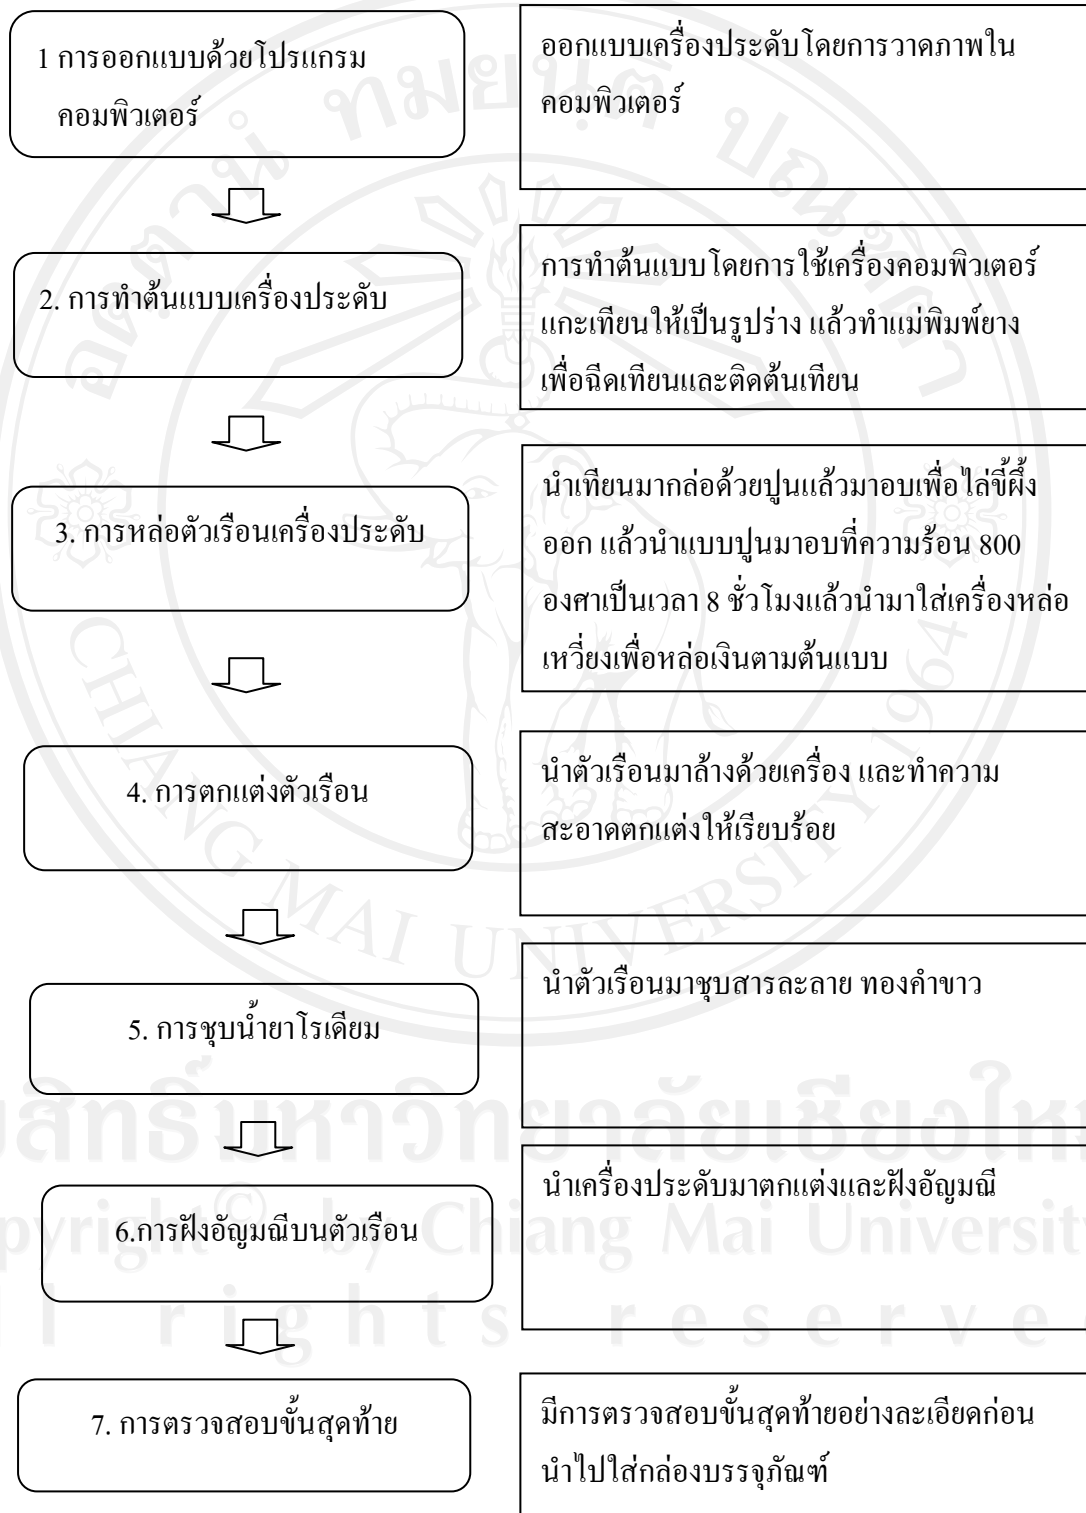 1 การออกแบบด้วยโปรแกรม
คอมพิวเตอร์
ออกแบบเครื่องประดับโดยการวาดภาพใน
คอมพิวเตอร์
2. การทำต้นแบบเครื่องประดับ
การทำต้นแบบโดยการใช้เครื่องคอมพิวเตอร์
แกะเทียนให้เป็นรูปร่าง แล้วทำแม่พิมพ์ยาง
เพื่อฉีดเทียนและติดต้นเทียน
3. การหล่อตัวเรือนเครื่องประดับ
นำเทียนมากล่อด้วยปูนแล้วมาอบเพื่อไล่ขี้ผึ้ง
ออก แล้วนำแบบปูนมาอบที่ความร้อน 800
องศาเป็นเวลา 8 ชั่วโมงแล้วนำมาใส่เครื่องหล่อ
เหวี่ยงเพื่อหล่อเงินตามต้นแบบ
4. การตกแต่งตัวเรือน
นำตัวเรือนมาล้างด้วยเครื่อง และทำความ
สะอาดตกแต่งให้เรียบร้อย
5. การชุบน้ำยาโรเดียม
นำตัวเรือนมาชุบสารละลาย ทองคำขาว
6.การฝังอัญมณีบนตัวเรือน
นำเครื่องประดับมาตกแต่งและฝังอัญมณี
7. การตรวจสอบขั้นสุดท้าย
มีการตรวจสอบขั้นสุดท้ายอย่างละเอียดก่อน
นำไปใส่กล่องบรรจุภัณฑ์
CHIANG MAI UNIVERSITY 1964
สิทธิ์มหาวิทยาลัยเชียงให
pyright © by Chiang Mai Universit
l rights reserve